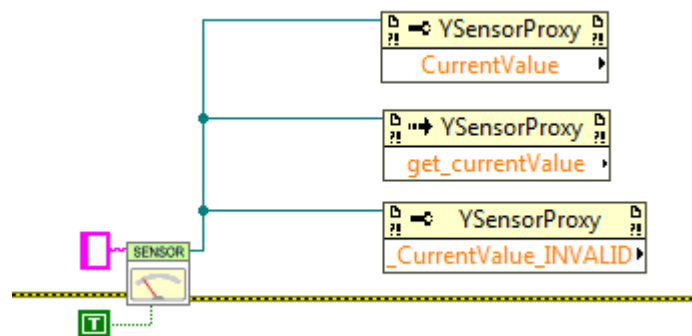 YSensorProxy
CurrentValue
YSensorProxy
get_currentValue
YSensorProxy
_CurrentValue_INVALID
SENSOR
T